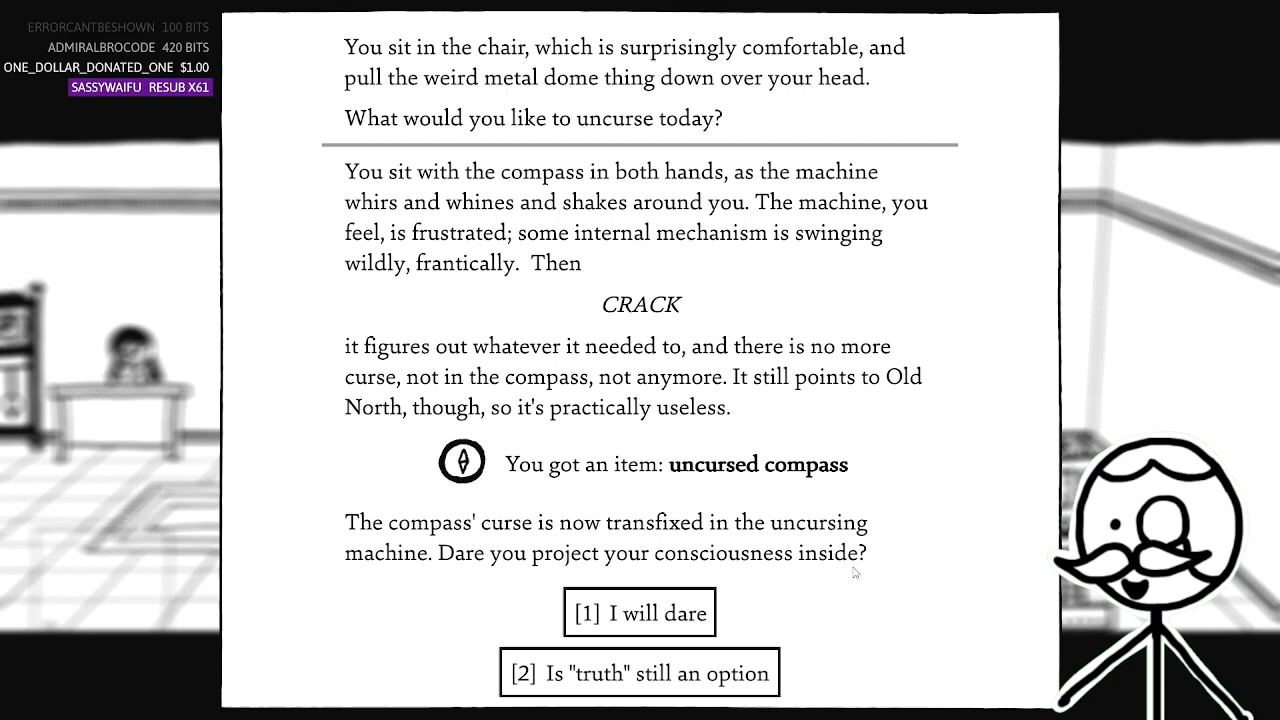 ERRORCANTBESHOWN 100 BITS
ADMIRALBROCODE 420 BITS
ONE_DOLLAR_DONATED_ONE $1.00
SASSYWAIFU RESUB X61
You sit in the chair, which is surprisingly comfortable, and
pull the weird metal dome thing down over your head.
What would you like to uncurse today?
You sit with the compass in both hands, as the machine
whirs and whines and shakes around you. The machine, you
feel, is frustrated; some internal mechanism is swinging
wildly, frantically. Then
CRACK
it figures out whatever it needed to, and there is no more
curse, not in the compass, not anymore. It still points to Old
North, though, so it's practically useless.
You got an item: uncursed compass
The compass' curse is now transfixed in the uncursing
machine. Dare you project your consciousness inside?
[1] I will dare
[2] Is "truth" still an option